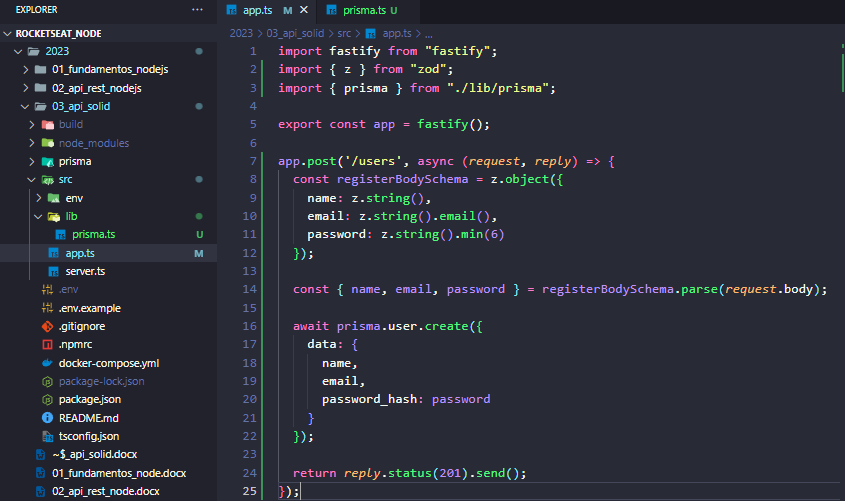 EXPLORER
ROCKETSEAT_NODE
2023
01_fundamentos_nodejs
02_api_rest_nodejs
03_api_solid
build
node_modules
prisma
src
env
lib
prisma.ts U
app.ts M
server.ts
.env
.env.example
.gitignore
.npmrc
docker-compose.yml
package-lock.json
package.json
README.md
tsconfig.json
~$_api_solid.docx
01_fundamentos_node.docx
02_api_rest_node.docx
app.ts M
prisma.ts U
2023 > 03_api_solid > src > app.ts > ...
1 import fastify from "fastify";
2 import { z } from "zod";
3 import { prisma } from "./lib/prisma";
4
5 export const app = fastify();
6
7 app.post('/users', async (request, reply) => {
8 const registerBodySchema = z.object({
9 name: z.string(),
10 email: z.string().email(),
11 password: z.string().min(6)
12 });
13
14 const { name, email, password } = registerBodySchema.parse(request.body);
15
16 await prisma.user.create({
17 data: {
18 name,
19 email,
20 password_hash: password
21 }
22 });
23
24 return reply.status(201).send();
25 });